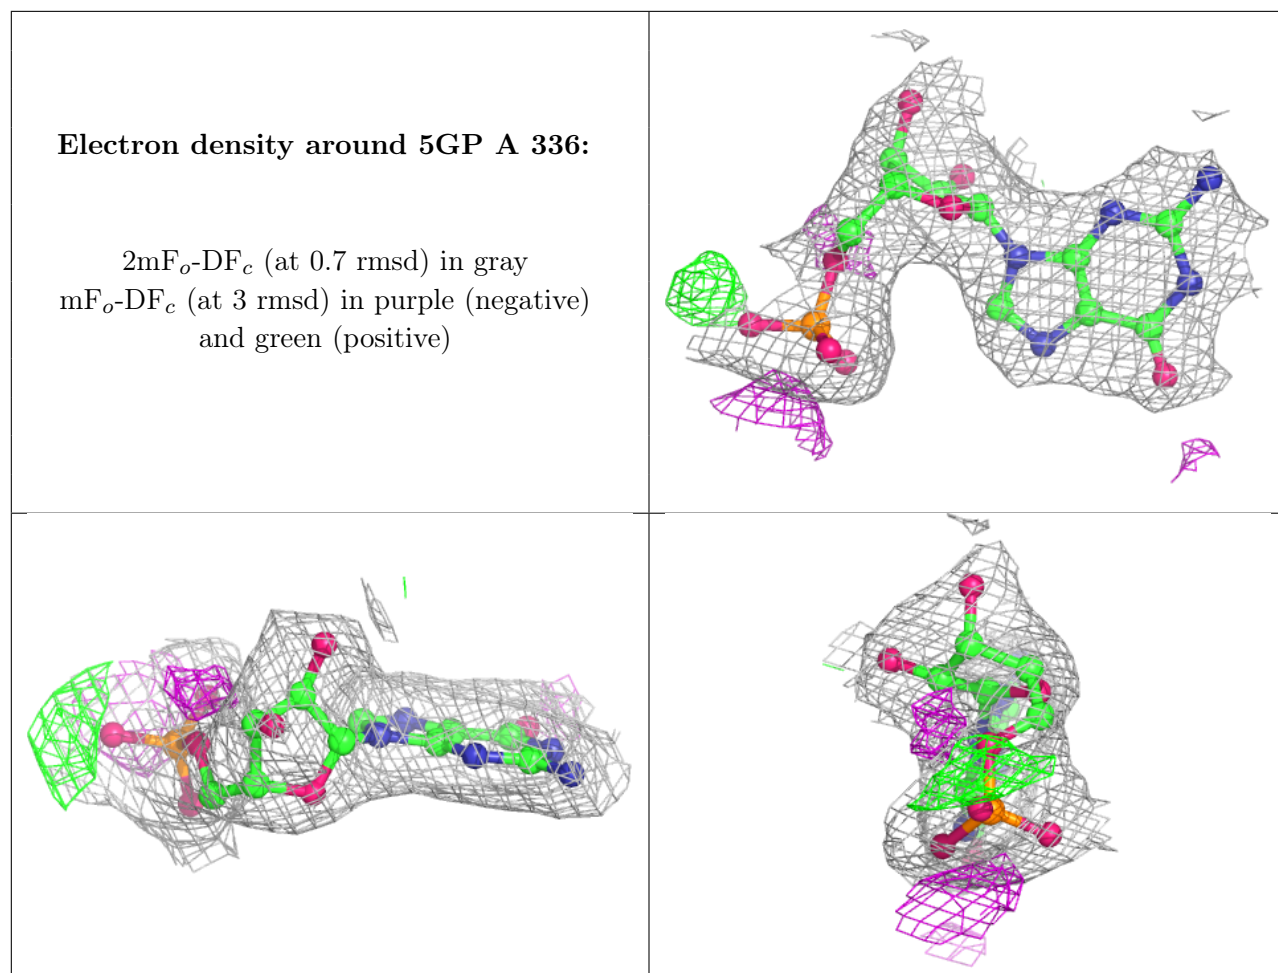 Electron density around 5GP A 336:
2mFo-DFc (at 0.7 rmsd) in gray
mFo-DFc (at 3 rmsd) in purple (negative)
and green (positive)